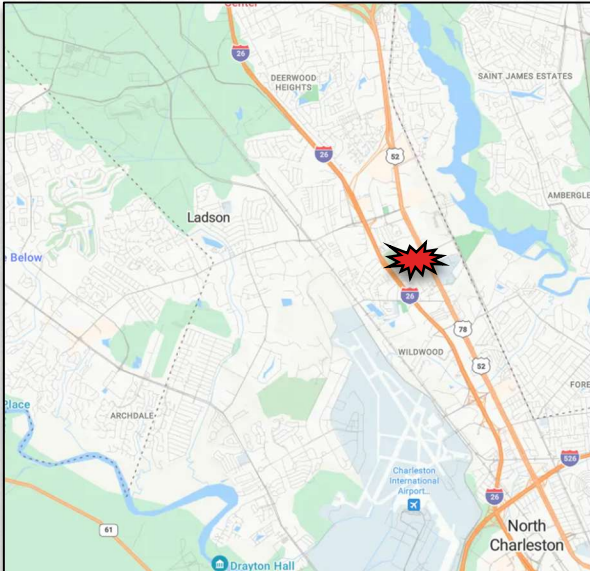 Center
26
DEERWOOD
HEIGHTS
SAINT JAMES ESTATES
26
52
AMBERGLE
Ladson
e Below
26
78
WILDWOOD
52
FORE
Place
ARCHDALE
526
Charleston
International
Airport...
26
61
North
Charleston
Drayton Hall